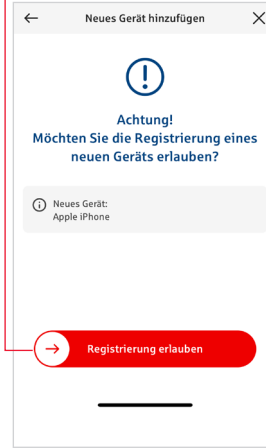 Neues Gerät hinzufügen
Achtung!
Möchten Sie die Registrierung eines
neuen Geräts erlauben?
Neues Gerät:
Apple iPhone
Registrierung erlauben